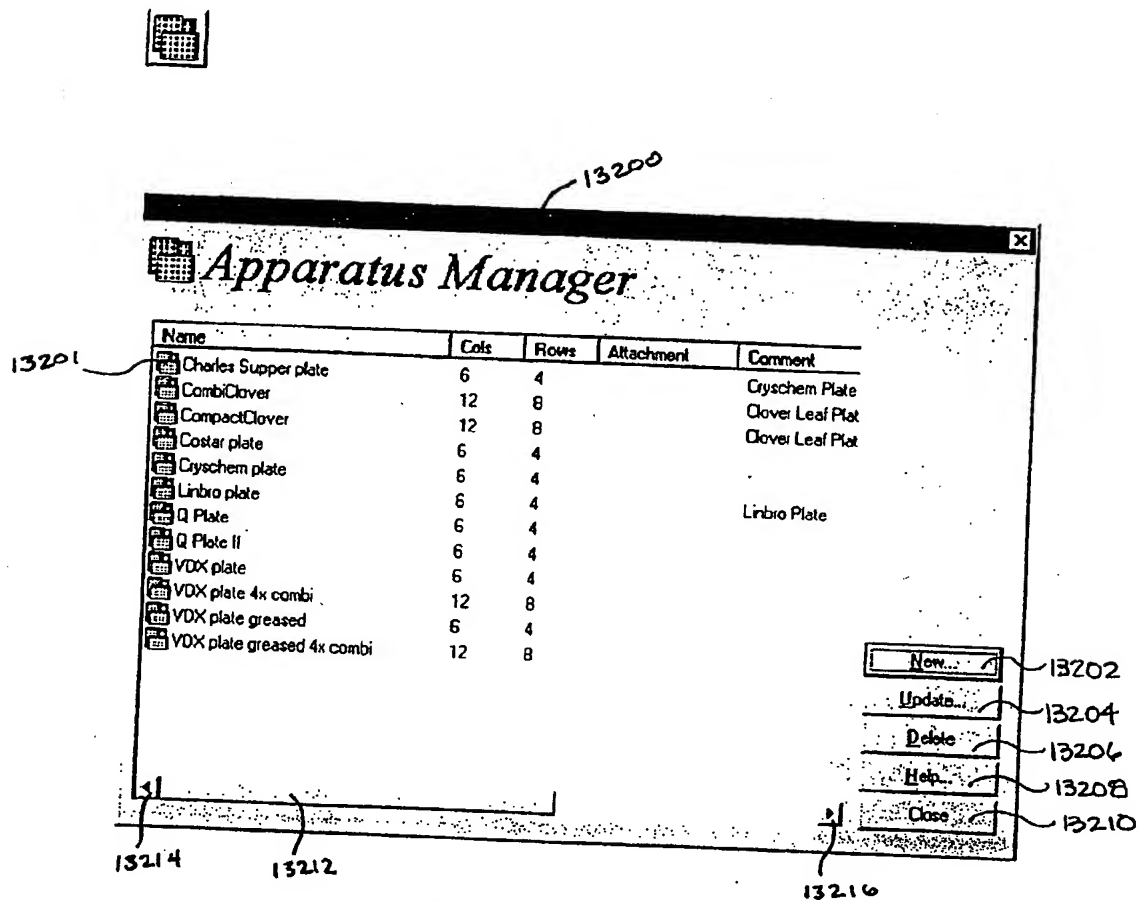 13200
Apparatus Manager
Name Cols Rows Attachment Comment
13201
Charles Supper plate 6 4 Cryschem Plate
CombiClover 12 8 Clover Leaf Plat
CompactClover 12 8 Clover Leaf Plat
Costar plate 6 4
Cryschem plate 6 4
Linbro plate 6 4 Linbro Plate
Q Plate 6 4
Q Plate II 6 4
VDX plate 6 4
VDX plate 4x combi 12 8
VDX plate greased 6 4
VDX plate greased 4x combi 12 8
New... 13202
Update... 13204
Delete 13206
Help... 13208
Close 13210
13214 13212 13216